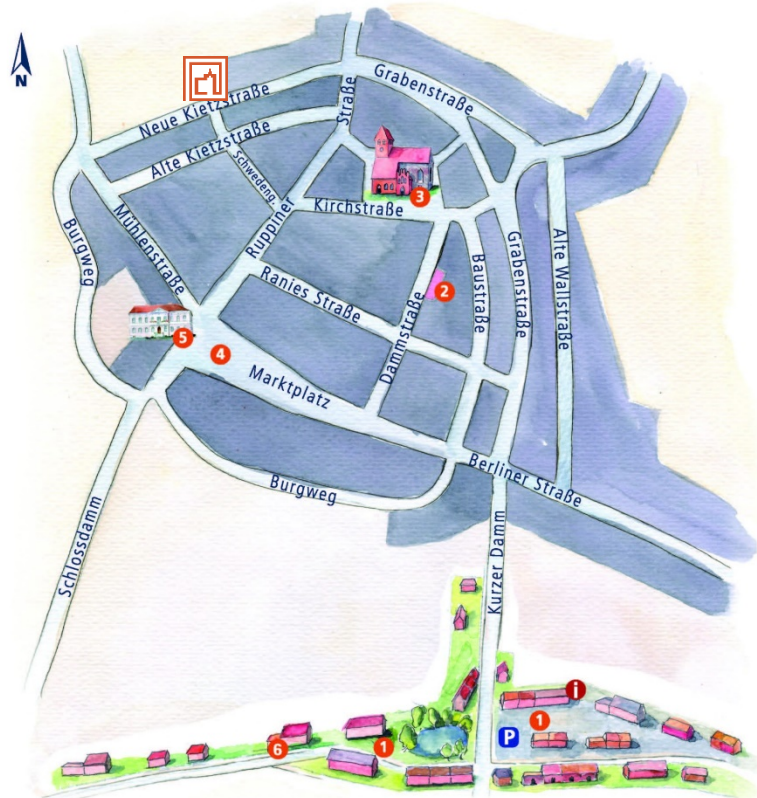 N
Neue Kietzstraße
Grabenstraße
Straße
Alte Kietzstraße
Schwedeng.
3
Kirchstraße
Mühlenstraße
Ruppiner
Burgweg
Grabenstraße
Alte Wallstraße
Baustraße
Ranies Straße
2
Dammstraße
5
4
Marktplatz
Berliner Straße
Burgweg
Schlossdamm
Kurzer Damm
i
1
P
6
1